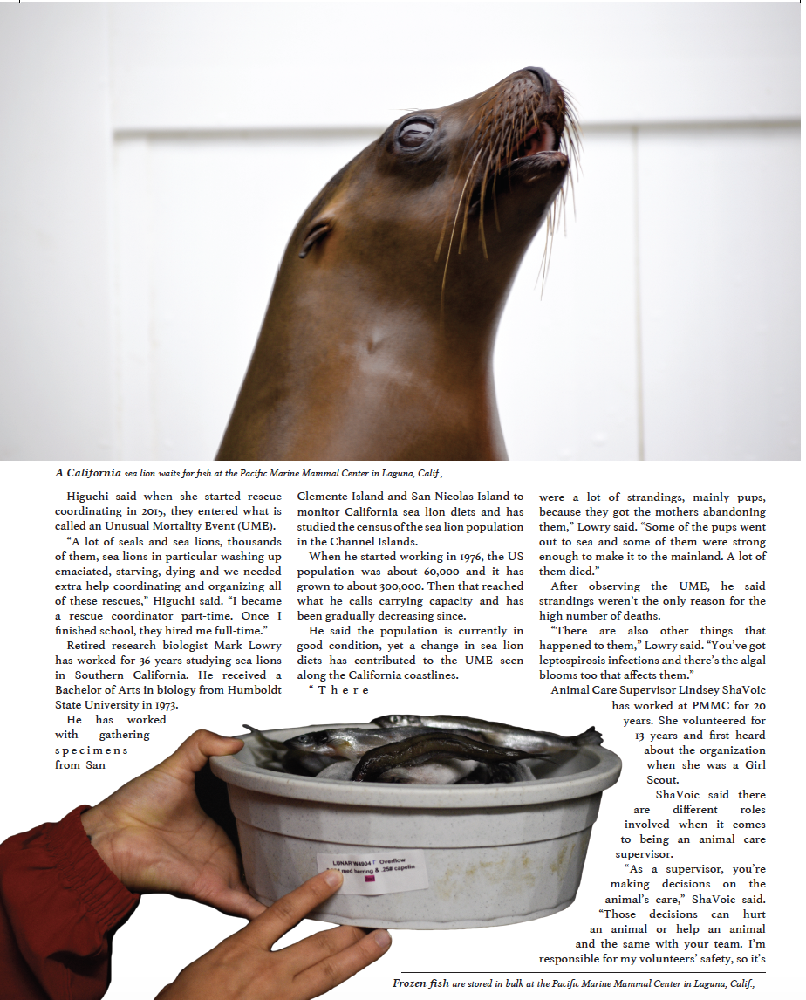 A California sea lion waits for fish at the Pacific Marine Mammal Center in Laguna, Calif.,
Higuchi said when she started rescue
coordinating in 2015, they entered what is
called an Unusual Mortality Event (UME).
“A lot of seals and sea lions, thousands
of them, sea lions in particular washing up
emaciated, starving, dying and we needed
extra help coordinating and organizing all
of these rescues,” Higuchi said. “I became
a rescue coordinator part-time. Once I
finished school, they hired me full-time.”
Retired research biologist Mark Lowry
has worked for 36 years studying sea lions
in Southern California. He received a
Bachelor of Arts in biology from Humboldt
State University in 1973.
He has worked
with gathering
specimens
from San
Clemente Island and San Nicolas Island to
monitor California sea lion diets and has
studied the census of the sea lion population
in the Channel Islands.
When he started working in 1976, the US
population was about 60,000 and it has
grown to about 300,000. Then that reached
what he calls carrying capacity and has
been gradually decreasing since.
He said the population is currently in
good condition, yet a change in sea lion
diets has contributed to the UME seen
along the California coastlines.
“There
were a lot of strandings, mainly pups,
because they got the mothers abandoning
them,” Lowry said. “Some of the pups went
out to sea and some of them were strong
enough to make it to the mainland. A lot of
them died.”
After observing the UME, he said
strandings weren’t the only reason for the
high number of deaths.
“There are also other things that
happened to them,” Lowry said. “You’ve got
leptospirosis infections and there’s the algal
blooms too that affects them.”
Animal Care Supervisor Lindsey ShaVoic
has worked at PMMC for 20
years. She volunteered for
13 years and first heard
about the organization
when she was a Girl
Scout.
ShaVoic said there
are different roles
involved when it comes
to being an animal care
supervisor.
“As a supervisor, you’re
making decisions on the
animal’s care,” ShaVoic said.
“Those decisions can hurt
an animal or help an animal
and the same with your team. I’m
responsible for my volunteers’ safety, so it’s
LUNAR Overflow
med herring & .25# capelin
Frozen fish are stored in bulk at the Pacific Marine Mammal Center in Laguna, Calif.,